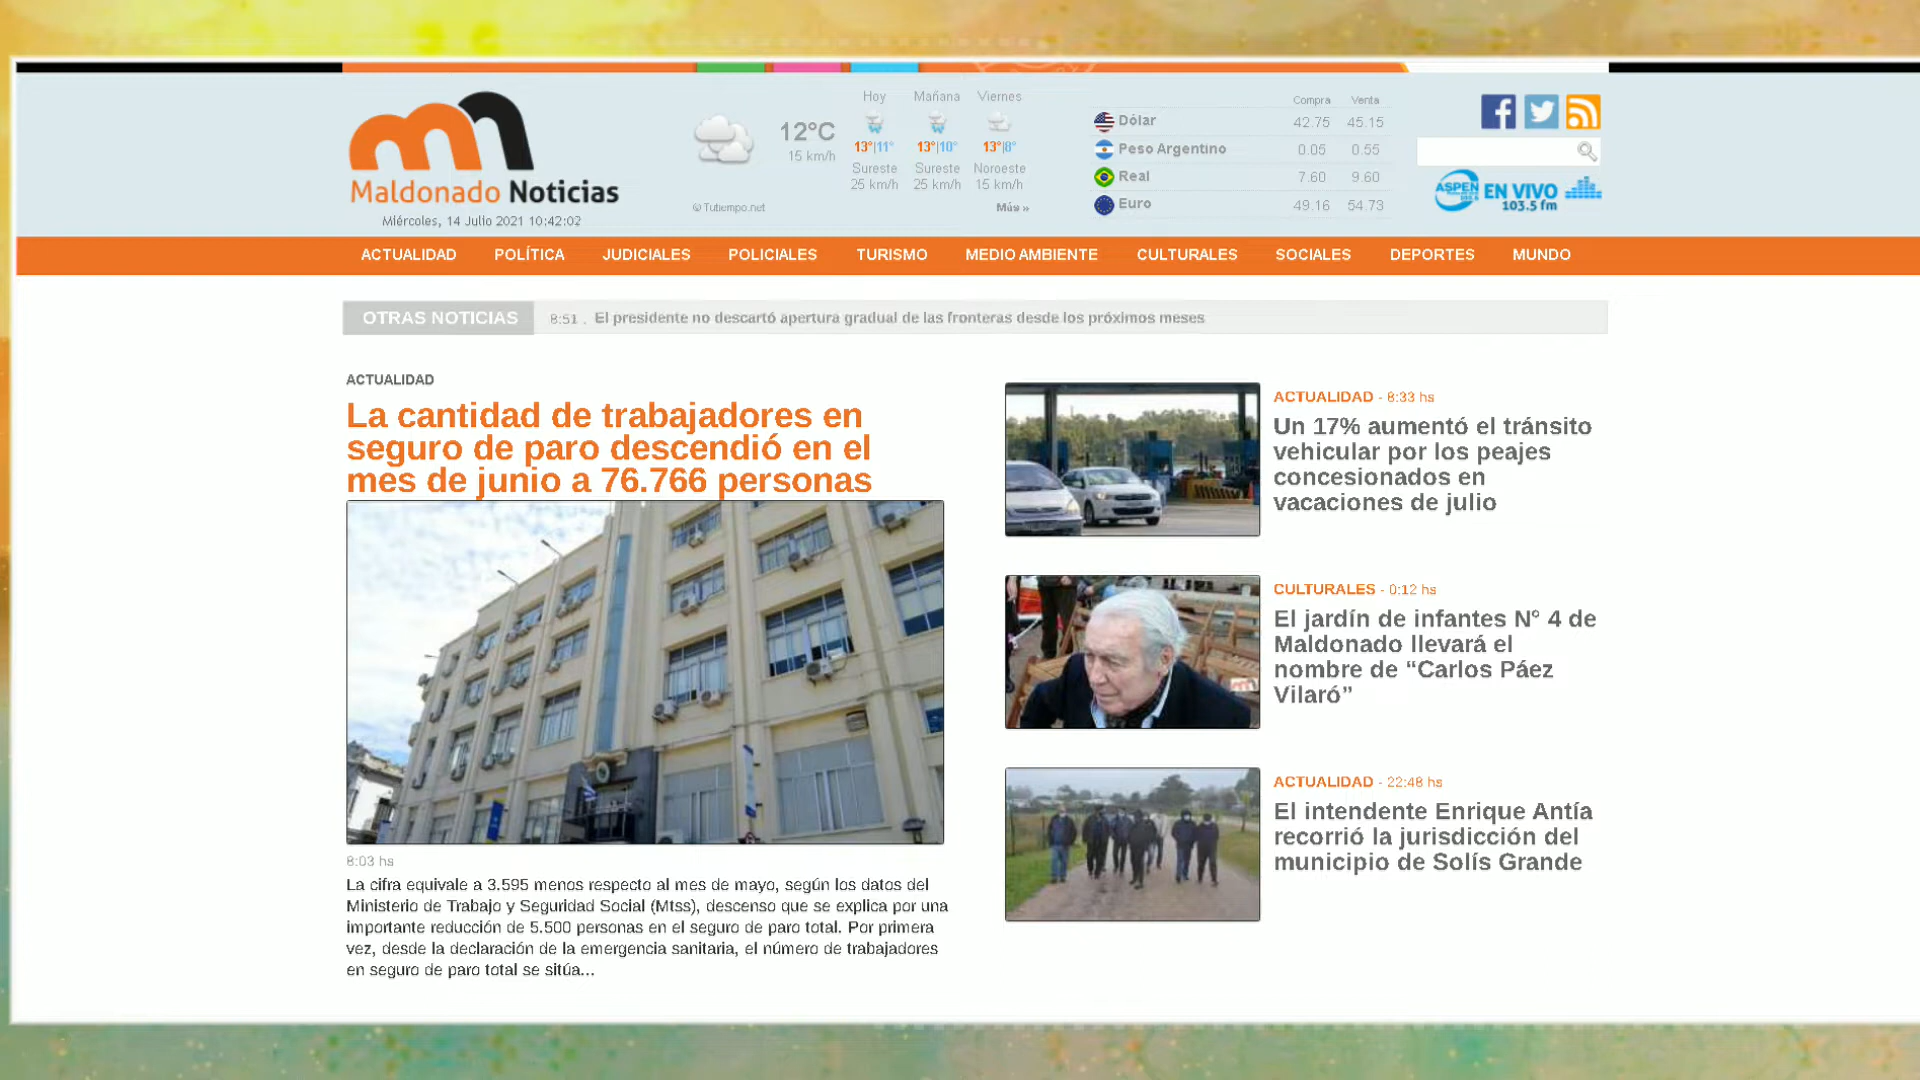 Maldonado Noticias
Miércoles, 14 Julio 2021 10:42:02
12°C
15 km/h
Hoy Mañana Viernes
13°|11° 13°|10° 13°|8°
Sureste Sureste Noroeste
25 km/h 25 km/h 15 km/h
© Tutiempo.net
Más »
Compra Venta
Dólar 42.75 45.15
Peso Argentino 0.05 0.55
Real 7.60 9.60
Euro 49.16 54.73
ASPEN EN VIVO
103.5 fm
ACTUALIDAD POLÍTICA JUDICIALES POLICIALES TURISMO MEDIO AMBIENTE CULTURALES SOCIALES DEPORTES MUNDO
OTRAS NOTICIAS 8:51 . El presidente no descartó apertura gradual de las fronteras desde los próximos meses
ACTUALIDAD
La cantidad de trabajadores en
seguro de paro descendió en el
mes de junio a 76.766 personas
8:03 hs
La cifra equivale a 3.595 menos respecto al mes de mayo, según los datos del
Ministerio de Trabajo y Seguridad Social (Mtss), descenso que se explica por una
importante reducción de 5.500 personas en el seguro de paro total. Por primera
vez, desde la declaración de la emergencia sanitaria, el número de trabajadores
en seguro de paro total se sitúa...
ACTUALIDAD - 8:33 hs
Un 17% aumentó el tránsito
vehicular por los peajes
concesionados en
vacaciones de julio
CULTURALES - 0:12 hs
El jardín de infantes N° 4 de
Maldonado llevará el
nombre de “Carlos Páez
Vilaró”
ACTUALIDAD - 22:48 hs
El intendente Enrique Antía
recorrió la jurisdicción del
municipio de Solís Grande